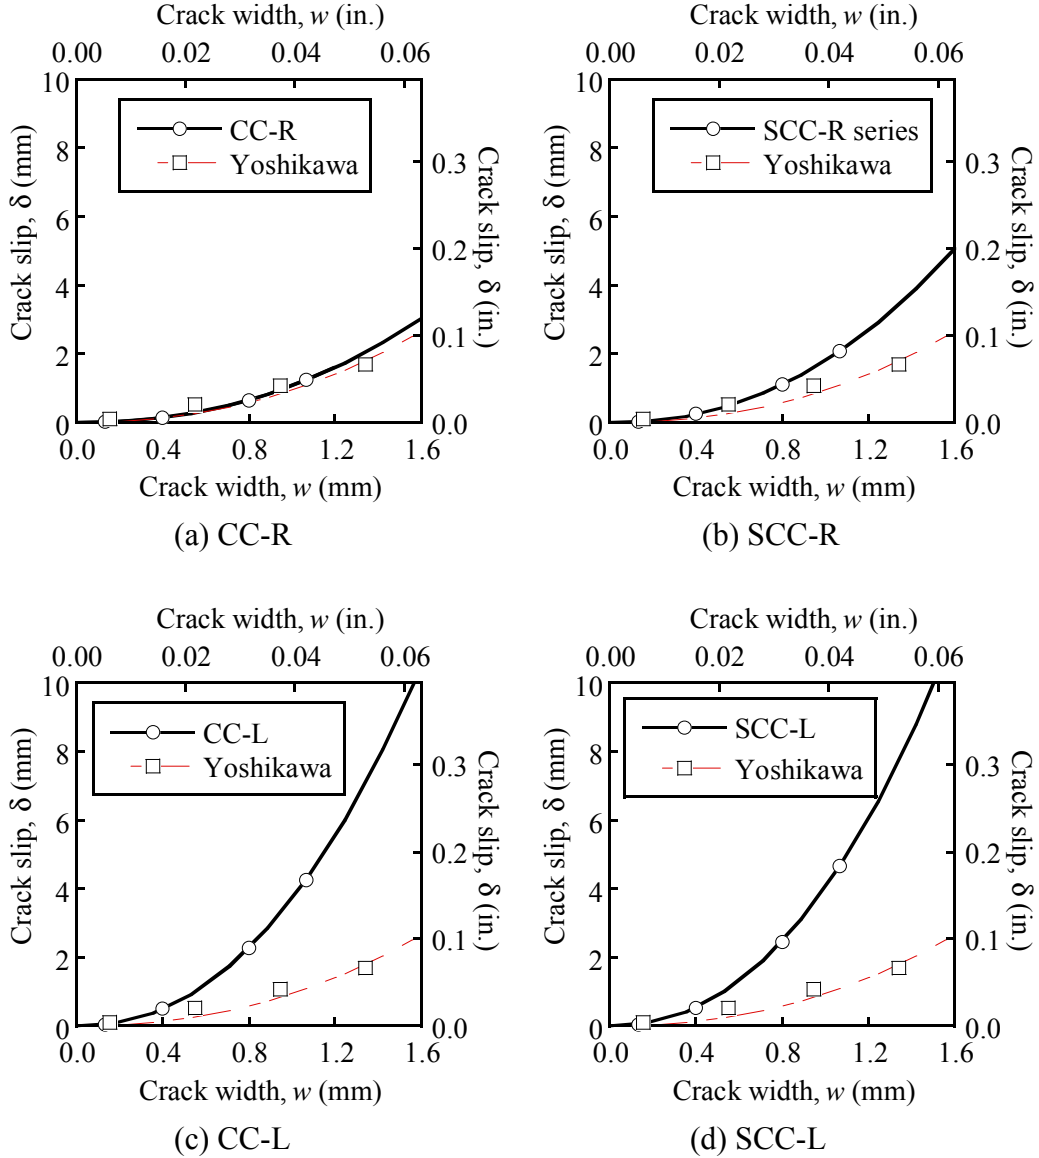 Crack width, w (in.)
0.00 0.02 0.04 0.06
10
8
6
4
2
0
Crack slip, δ (mm)
CC-R
Yoshikawa
0.3
0.2
0.1
0.0
Crack slip, δ (in.)
0.0 0.4 0.8 1.2 1.6
Crack width, w (mm)
(a) CC-R
Crack width, w (in.)
0.00 0.02 0.04 0.06
10
8
6
4
2
0
Crack slip, δ (mm)
SCC-R series
Yoshikawa
0.3
0.2
0.1
0.0
Crack slip, δ (in.)
0.0 0.4 0.8 1.2 1.6
Crack width, w (mm)
(b) SCC-R
Crack width, w (in.)
0.00 0.02 0.04 0.06
10
8
6
4
2
0
Crack slip, δ (mm)
CC-L
Yoshikawa
0.3
0.2
0.1
0.0
Crack slip, δ (in.)
0.0 0.4 0.8 1.2 1.6
Crack width, w (mm)
(c) CC-L
Crack width, w (in.)
0.00 0.02 0.04 0.06
10
8
6
4
2
0
Crack slip, δ (mm)
SCC-L
Yoshikawa
0.3
0.2
0.1
0.0
Crack slip, δ (in.)
0.0 0.4 0.8 1.2 1.6
Crack width, w (mm)
(d) SCC-L